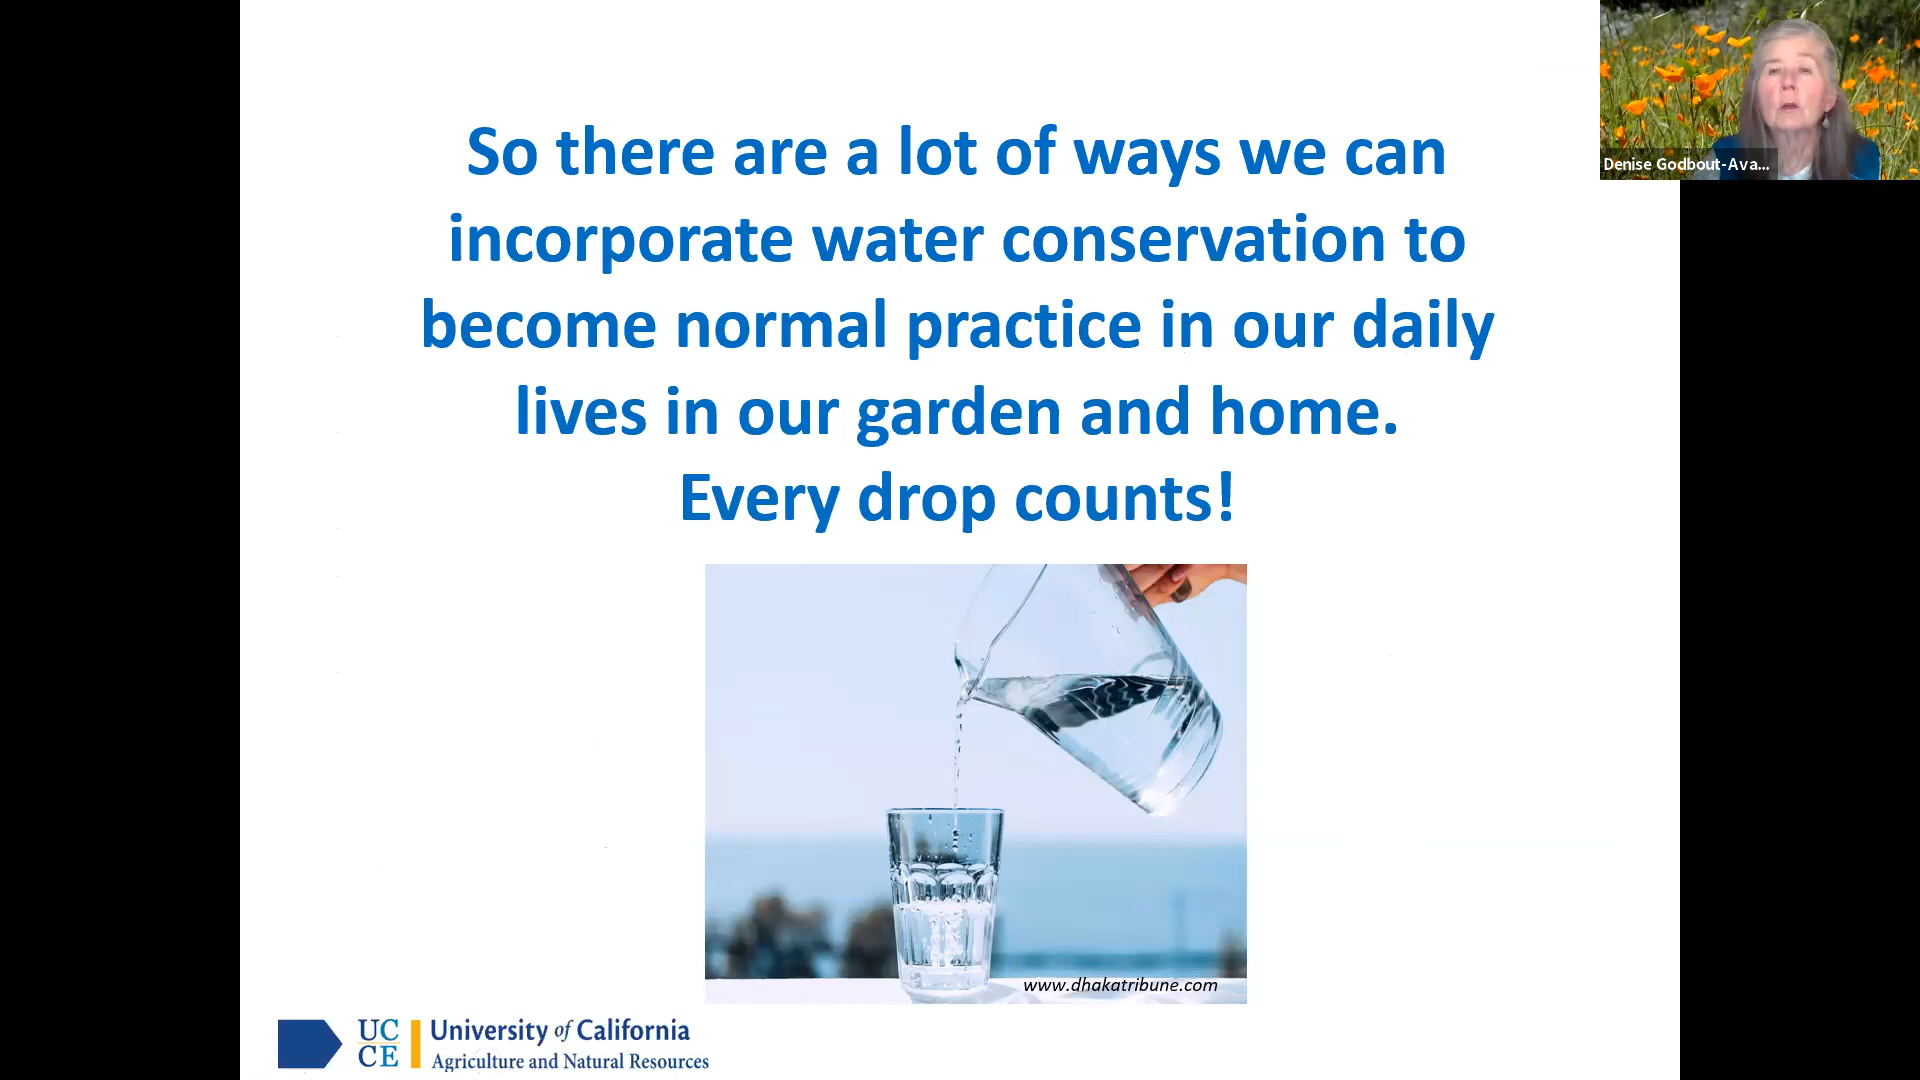 So there are a lot of ways we can
incorporate water conservation to
become normal practice in our daily
lives in our garden and home.
Every drop counts!
Denise Godbout-Ava...
www.dhakatribune.com
UC
CE
University of California
Agriculture and Natural Resources